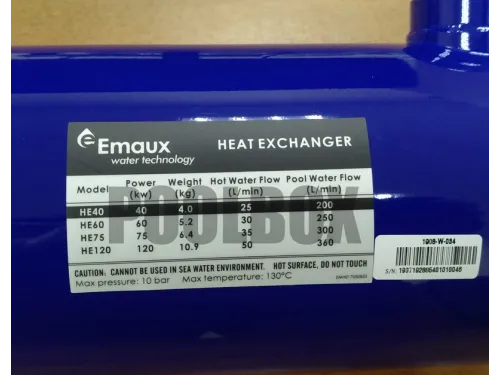 Emaux
water technology
HEAT EXCHANGER
Model Power (kw) Weight (kg) Hot Water Flow (L/min) Pool Water Flow (L/min)
HE40 40 4.0 25 200
HE60 60 5.2 30 250
HE75 75 6.4 35 300
HE120 120 10.9 50 360
POOLBOX
CAUTION: CANNOT BE USED IN SEA WATER ENVIRONMENT. HOT SURFACE, DO NOT TOUCH
Max pressure: 10 bar Max temperature: 130°C
1908-W-034
S/N: